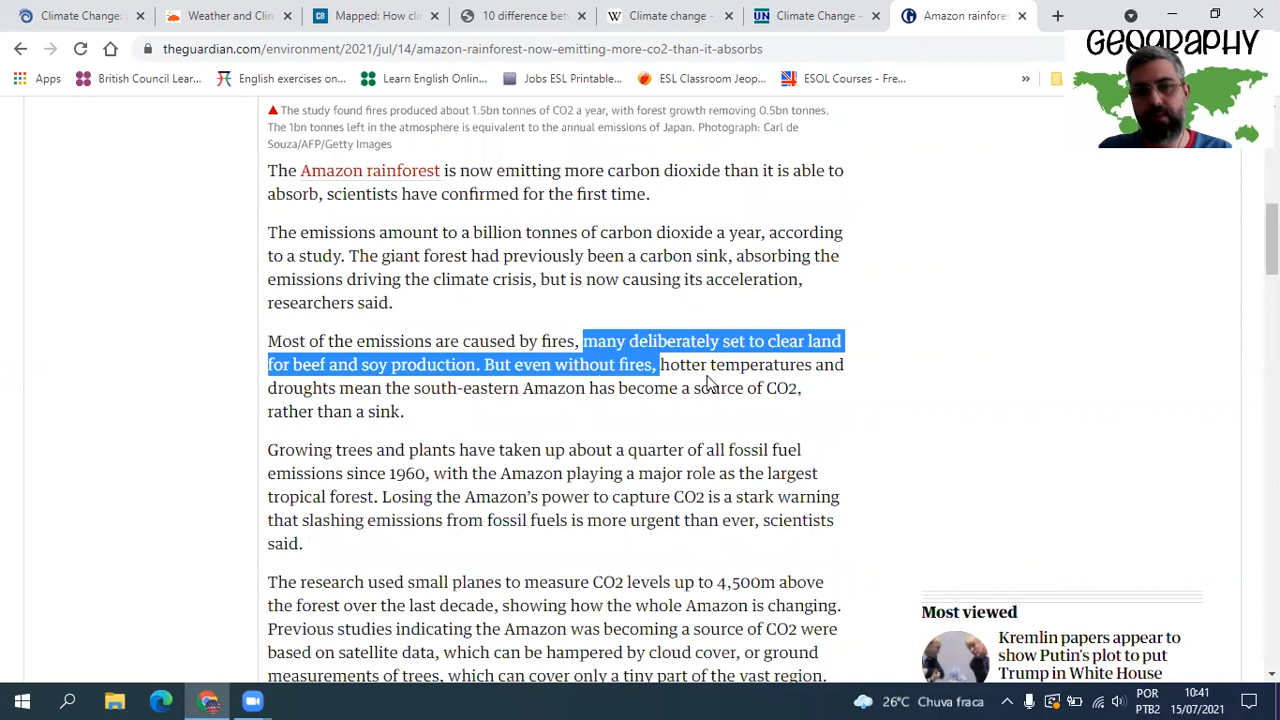 Climate Change:
Weather and Clin
Mapped: How cli
10 difference bet
Climate change -
Climate Change -
Amazon rainfores
theguardian.com/environment/2021/jul/14/amazon-rainforest-now-emitting-more-co2-than-it-absorbs
Apps
British Council Lear...
English exercises on...
Learn English Onlin...
Jobs ESL Printable...
ESL Classroom Jeop...
ESOL Courses - Fre...
»
GEOGRAPHY
▲ The study found fires produced about 1.5bn tonnes of CO2 a year, with forest growth removing 0.5bn tonnes.
The 1bn tonnes left in the atmosphere is equivalent to the annual emissions of Japan. Photograph: Carl de
Souza/AFP/Getty Images
The Amazon rainforest is now emitting more carbon dioxide than it is able to
absorb, scientists have confirmed for the first time.
The emissions amount to a billion tonnes of carbon dioxide a year, according
to a study. The giant forest had previously been a carbon sink, absorbing the
emissions driving the climate crisis, but is now causing its acceleration,
researchers said.
Most of the emissions are caused by fires, many deliberately set to clear land
for beef and soy production. But even without fires, hotter temperatures and
droughts mean the south-eastern Amazon has become a source of CO2,
rather than a sink.
Growing trees and plants have taken up about a quarter of all fossil fuel
emissions since 1960, with the Amazon playing a major role as the largest
tropical forest. Losing the Amazon's power to capture CO2 is a stark warning
that slashing emissions from fossil fuels is more urgent than ever, scientists
said.
The research used small planes to measure CO2 levels up to 4,500m above
the forest over the last decade, showing how the whole Amazon is changing.
Previous studies indicating the Amazon was becoming a source of CO2 were
based on satellite data, which can be hampered by cloud cover, or ground
measurements of trees, which can cover only a tiny part of the vast region.
Most viewed
Kremlin papers appear to
show Putin's plot to put
Trump in White House
26°C Chuva fraca
POR
PTB2
10:41
15/07/2021